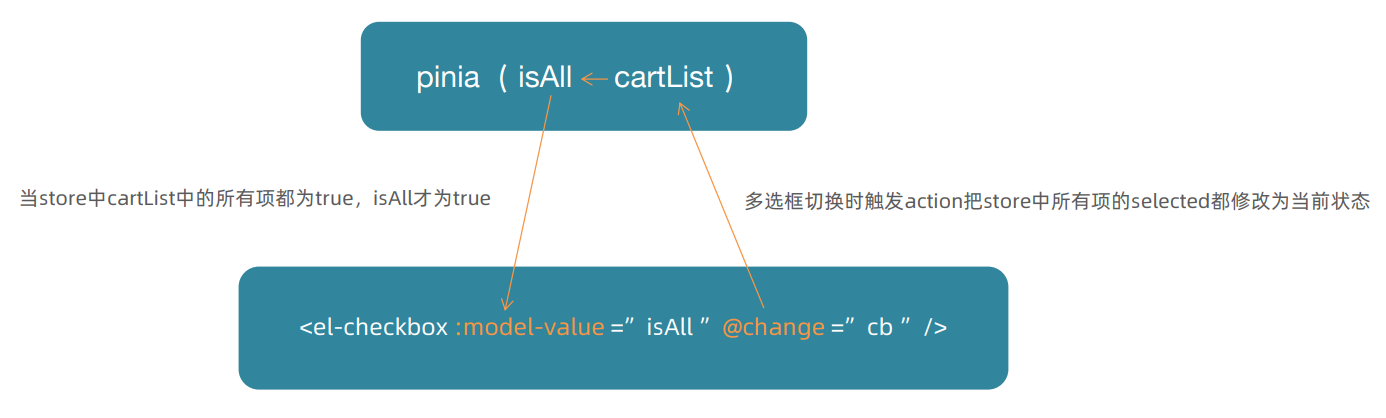 pinia ( isAll ← cartList )
当store中cartList中的所有项都为true，isAll才为true
多选框切换时触发action把store中所有项的selected都修改为当前状态
<el-checkbox :model-value =” isAll ” @change =” cb ” />